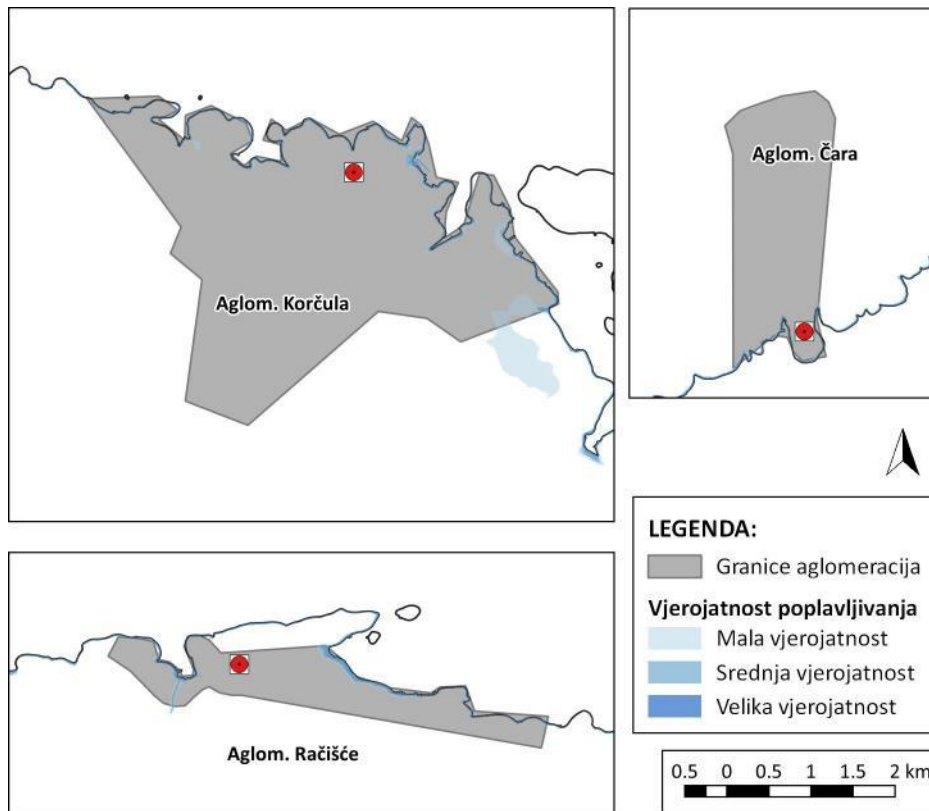 Aglom. Korčula
Aglom. Čara
Aglom. Račišće
LEGENDA:
Granice aglomeracija
Vjerojatnost poplavljivanja
Mala vjerojatnost
Srednja vjerojatnost
Velika vjerojatnost
0.5 0 0.5 1 1.5 2 km